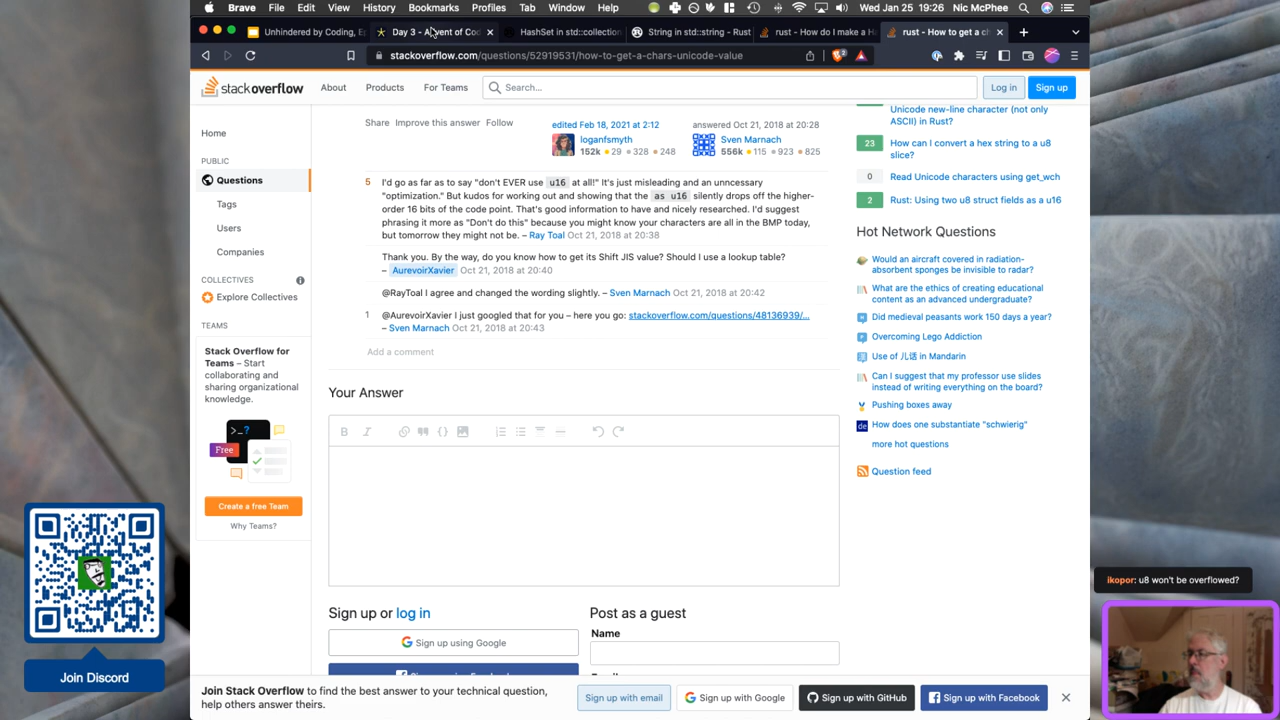 Brave File Edit View History Bookmarks Profiles Tab Window Help Wed Jan 25 19:26 Nic McPhee
Unhindered by Coding, Ep
Day 3 - Advent of Cod
HashSet in std::collection
String in std::string - Rust
rust - How do I make a H
rust - How to get a ch
stackoverflow.com/questions/52919531/how-to-get-a-chars-unicode-value
stackoverflow
About
Products
For Teams
Search...
Log in
Sign up
Home
PUBLIC
Questions
Tags
Users
Companies
COLLECTIVES
Explore Collectives
TEAMS
Stack Overflow for
Teams – Start
collaborating and
sharing organizational
knowledge.
>_?
Free
Create a free Team
Why Teams?
Share Improve this answer Follow
edited Feb 18, 2021 at 2:12
loganfsmyth
152k 29 328 248
answered Oct 21, 2018 at 20:28
Sven Marnach
556k 115 923 825
5 I'd go as far as to say "don't EVER use u16 at all!" It's just misleading and an unncessary
"optimization." But kudos for working out and showing that the as u16 silently drops off the higher-
order 16 bits of the code point. That's good information to have and nicely researched. I'd suggest
phrasing it more as "Don't do this" because you might know your characters are all in the BMP today,
but tomorrow they might not be. – Ray Toal Oct 21, 2018 at 20:38
Thank you. By the way, do you know how to get its Shift JIS value? Should I use a lookup table?
– AurevoirXavier Oct 21, 2018 at 20:40
@RayToal I agree and changed the wording slightly. – Sven Marnach Oct 21, 2018 at 20:42
1 @AurevoirXavier I just googled that for you – here you go: stackoverflow.com/questions/48136939/...
– Sven Marnach Oct 21, 2018 at 20:43
Add a comment
Your Answer
Sign up or log in
Sign up using Google
Post as a guest
Name
Unicode new-line character (not only
ASCII) in Rust?
23 How can I convert a hex string to a u8
slice?
0 Read Unicode characters using get_wch
2 Rust: Using two u8 struct fields as a u16
Hot Network Questions
Would an aircraft covered in radiation-
absorbent sponges be invisible to radar?
What are the ethics of creating educational
content as an advanced undergraduate?
Did medieval peasants work 150 days a year?
Overcoming Lego Addiction
Use of 儿话 in Mandarin
Can I suggest that my professor use slides
instead of writing everything on the board?
Pushing boxes away
de How does one substantiate "schwierig"
more hot questions
Question feed
Join Stack Overflow to find the best answer to your technical question,
help others answer theirs.
Sign up with email
Sign up with Google
Sign up with GitHub
Sign up with Facebook
Join Discord
ikopor: u8 won't be overflowed?